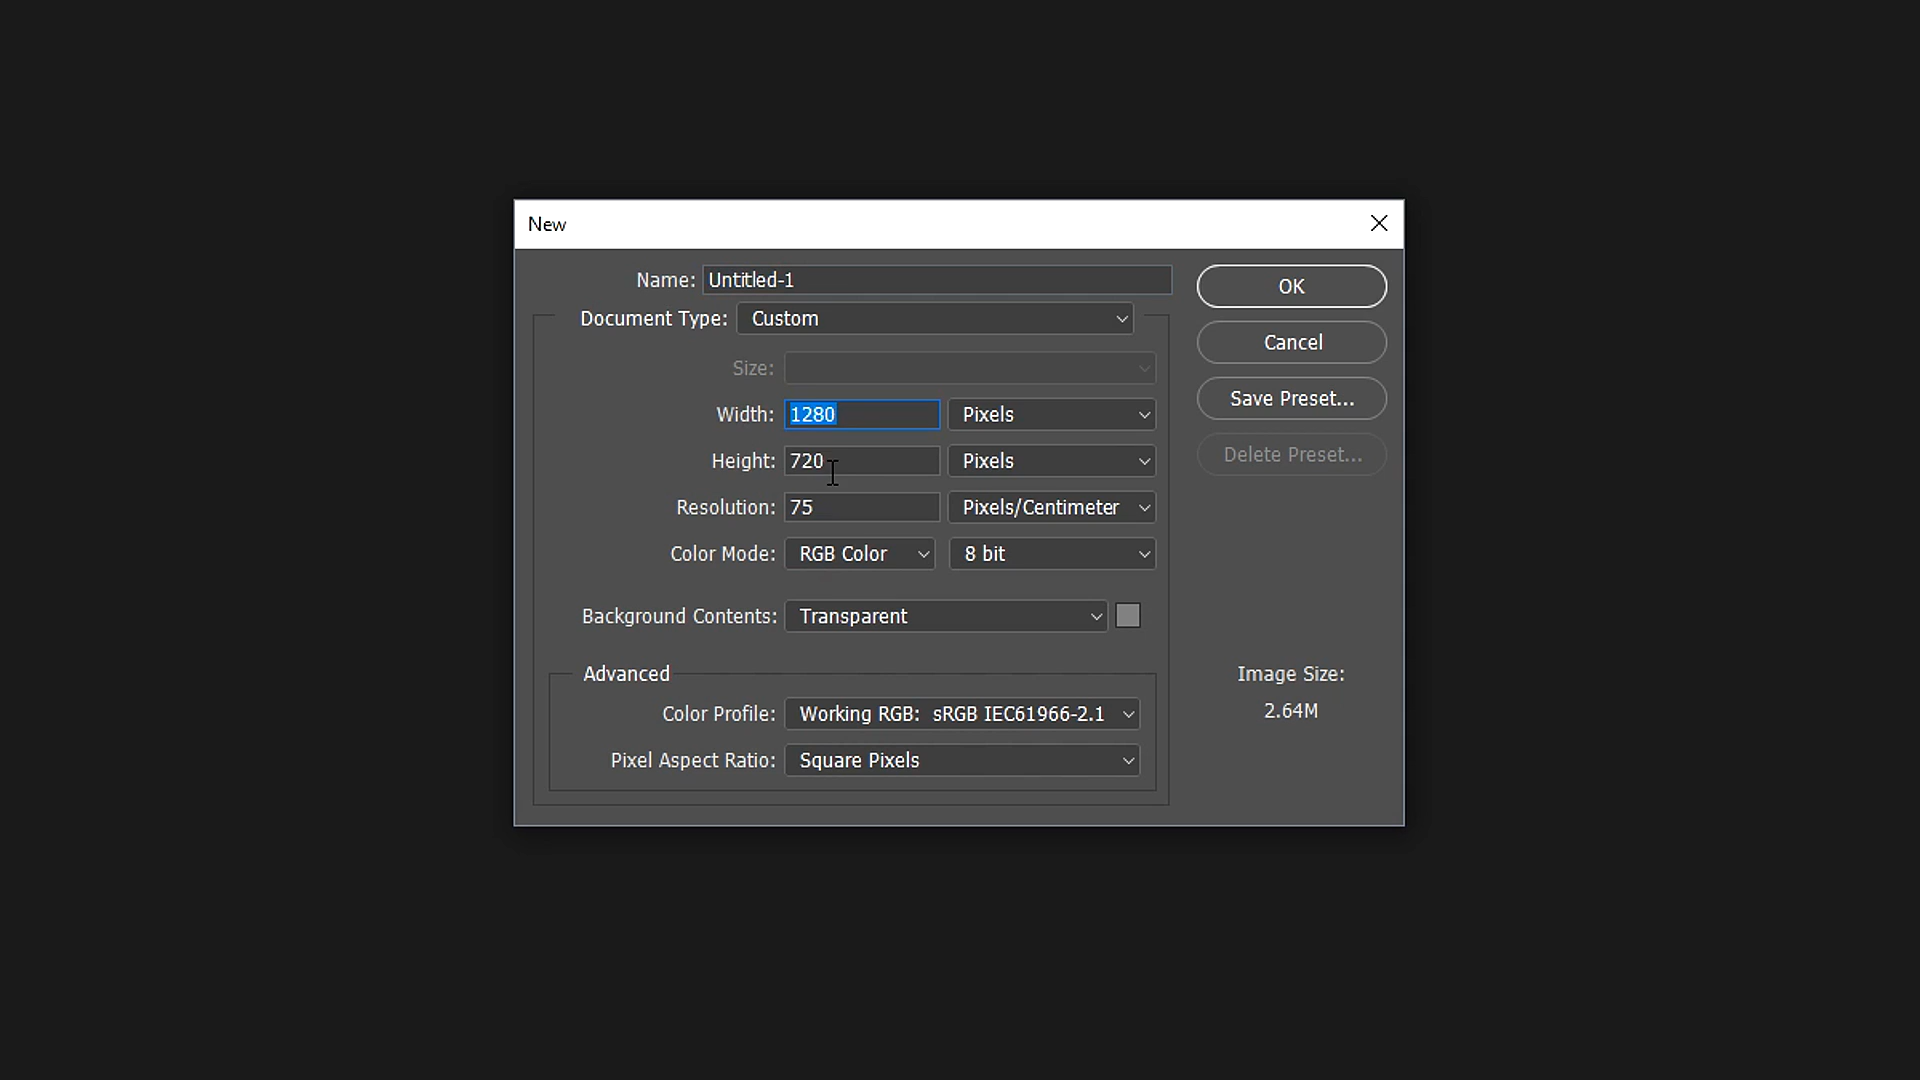 New
Name: Untitled-1
OK
Document Type: Custom
Cancel
Size:
Width: 1280 Pixels
Save Preset...
Height: 720 Pixels
Delete Preset...
Resolution: 75 Pixels/Centimeter
Color Mode: RGB Color 8 bit
Background Contents: Transparent
Advanced
Image Size:
2.64M
Color Profile: Working RGB: sRGB IEC61966-2.1
Pixel Aspect Ratio: Square Pixels